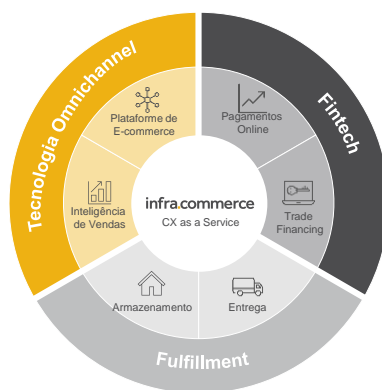 Tecnologia Omnichannel
Fintech
Plataforme de
E-commerce
Pagamentos
Online
Inteligência
de Vendas
infra.commerce
CX as a Service
Trade
Financing
Armazenamento
Entrega
Fulfillment